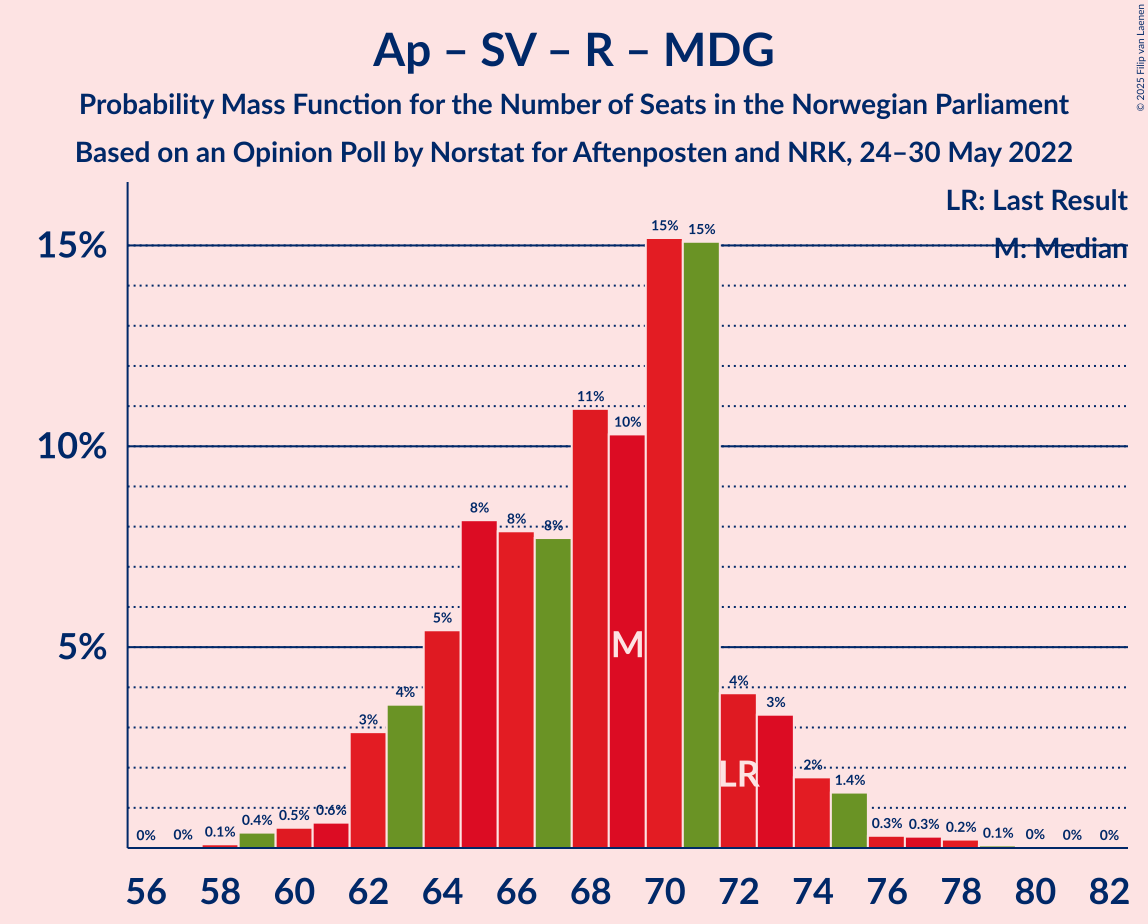 Ap – SV – R – MDG
Probability Mass Function for the Number of Seats in the Norwegian Parliament
Based on an Opinion Poll by Norstat for Aftenposten and NRK, 24–30 May 2022
© 2025 Filip van Laenen
LR: Last Result
M: Median
15%
10%
5%
0% 0% 0.1% 0.4% 0.5% 0.6% 3% 4% 5% 8% 8% 8% 11% 10% 15% 15% 4% 3% 2% 1.4% 0.3% 0.3% 0.2% 0.1% 0% 0% 0%
M
LR
56 58 60 62 64 66 68 70 72 74 76 78 80 82